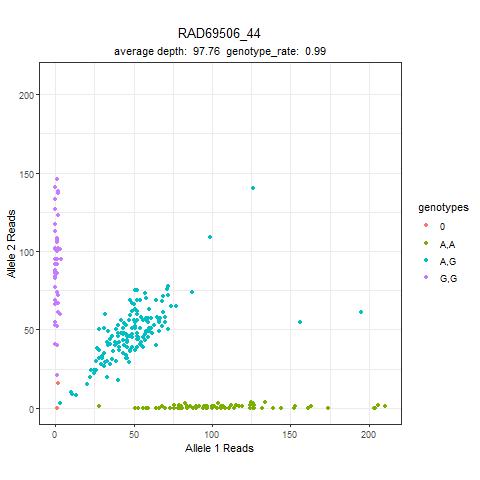 RAD69506_44
average depth: 97.76 genotype_rate: 0.99
200
150
100
50
0
Allele 2 Reads
0 50 100 150 200
Allele 1 Reads
genotypes
0
A,A
A,G
G,G